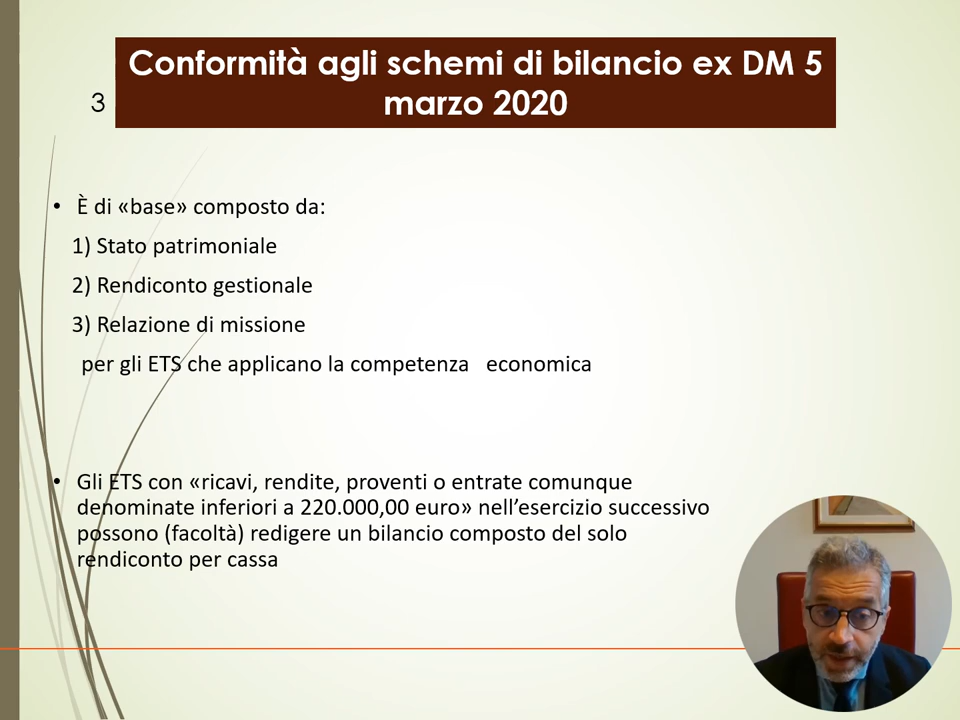 Conformità agli schemi di bilancio ex DM 5
marzo 2020
3
• È di «base» composto da:
1) Stato patrimoniale
2) Rendiconto gestionale
3) Relazione di missione
per gli ETS che applicano la competenza economica
• Gli ETS con «ricavi, rendite, proventi o entrate comunque
denominate inferiori a 220.000,00 euro» nell’esercizio successivo
possono (facoltà) redigere un bilancio composto del solo
rendiconto per cassa